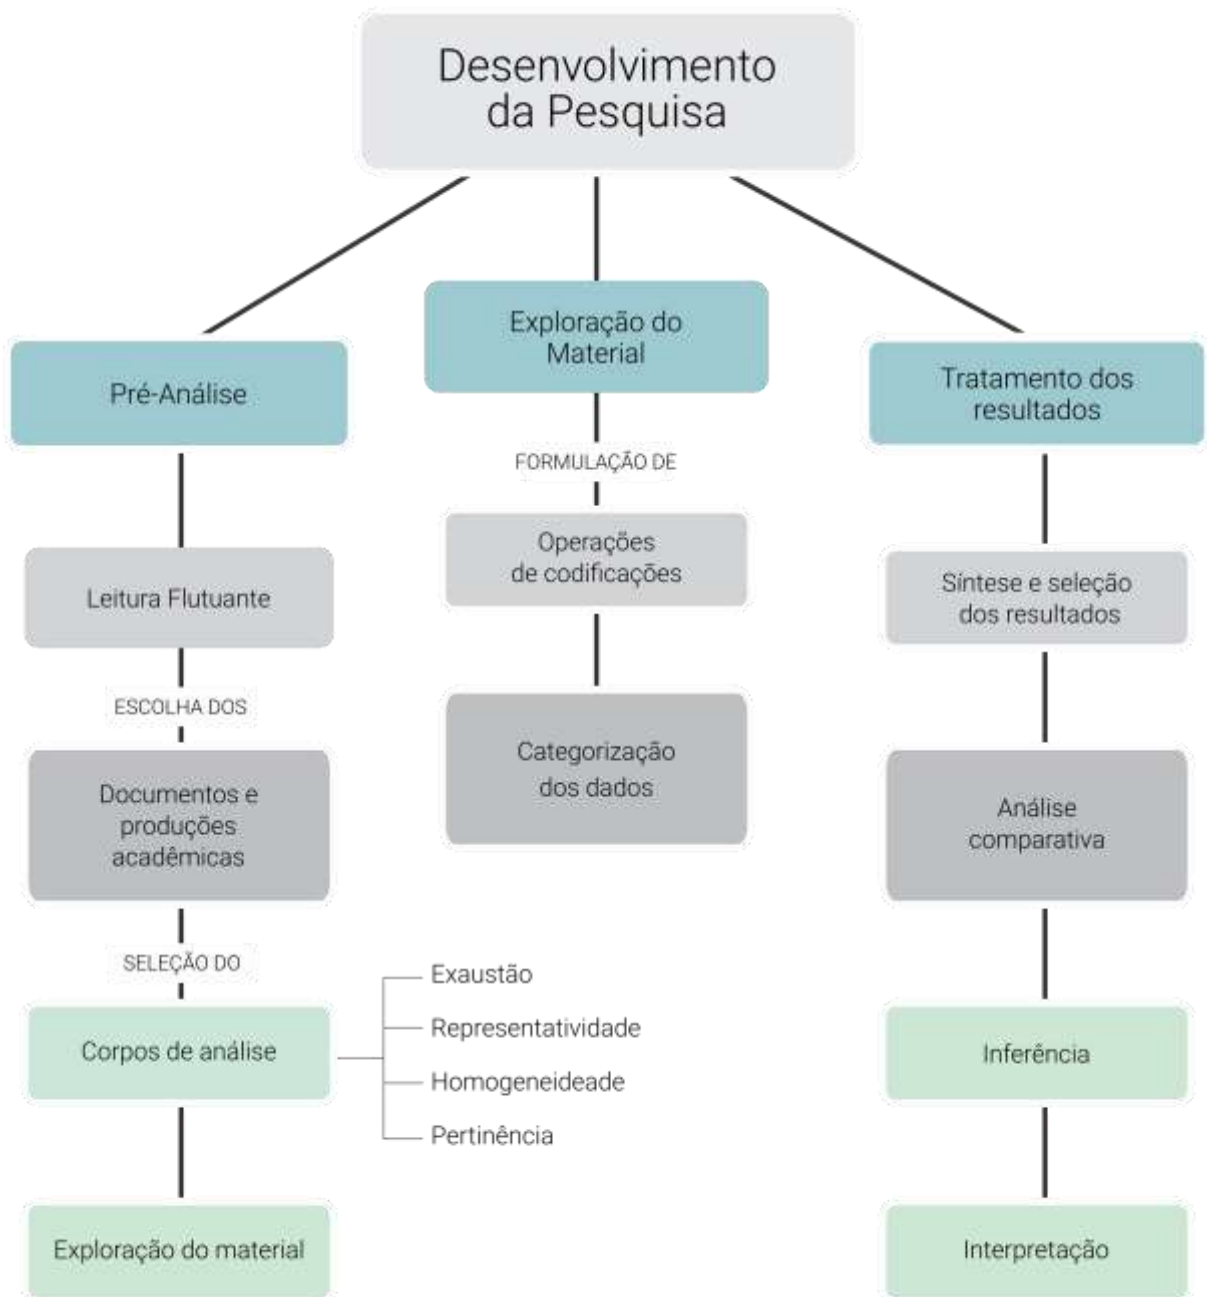 Desenvolvimento
da Pesquisa
Pré-Análise
Leitura Flutuante
ESCOLHA DOS
Documentos e
produções
acadêmicas
SELEÇÃO DO
Corpos de análise
Exaustão
Representatividade
Homogeneideade
Pertinência
Exploração do material
Exploração do
Material
FORMULAÇÃO DE
Operações
de codificações
Categorização
dos dados
Tratamento dos
resultados
Síntese e seleção
dos resultados
Análise
comparativa
Inferência
Interpretação